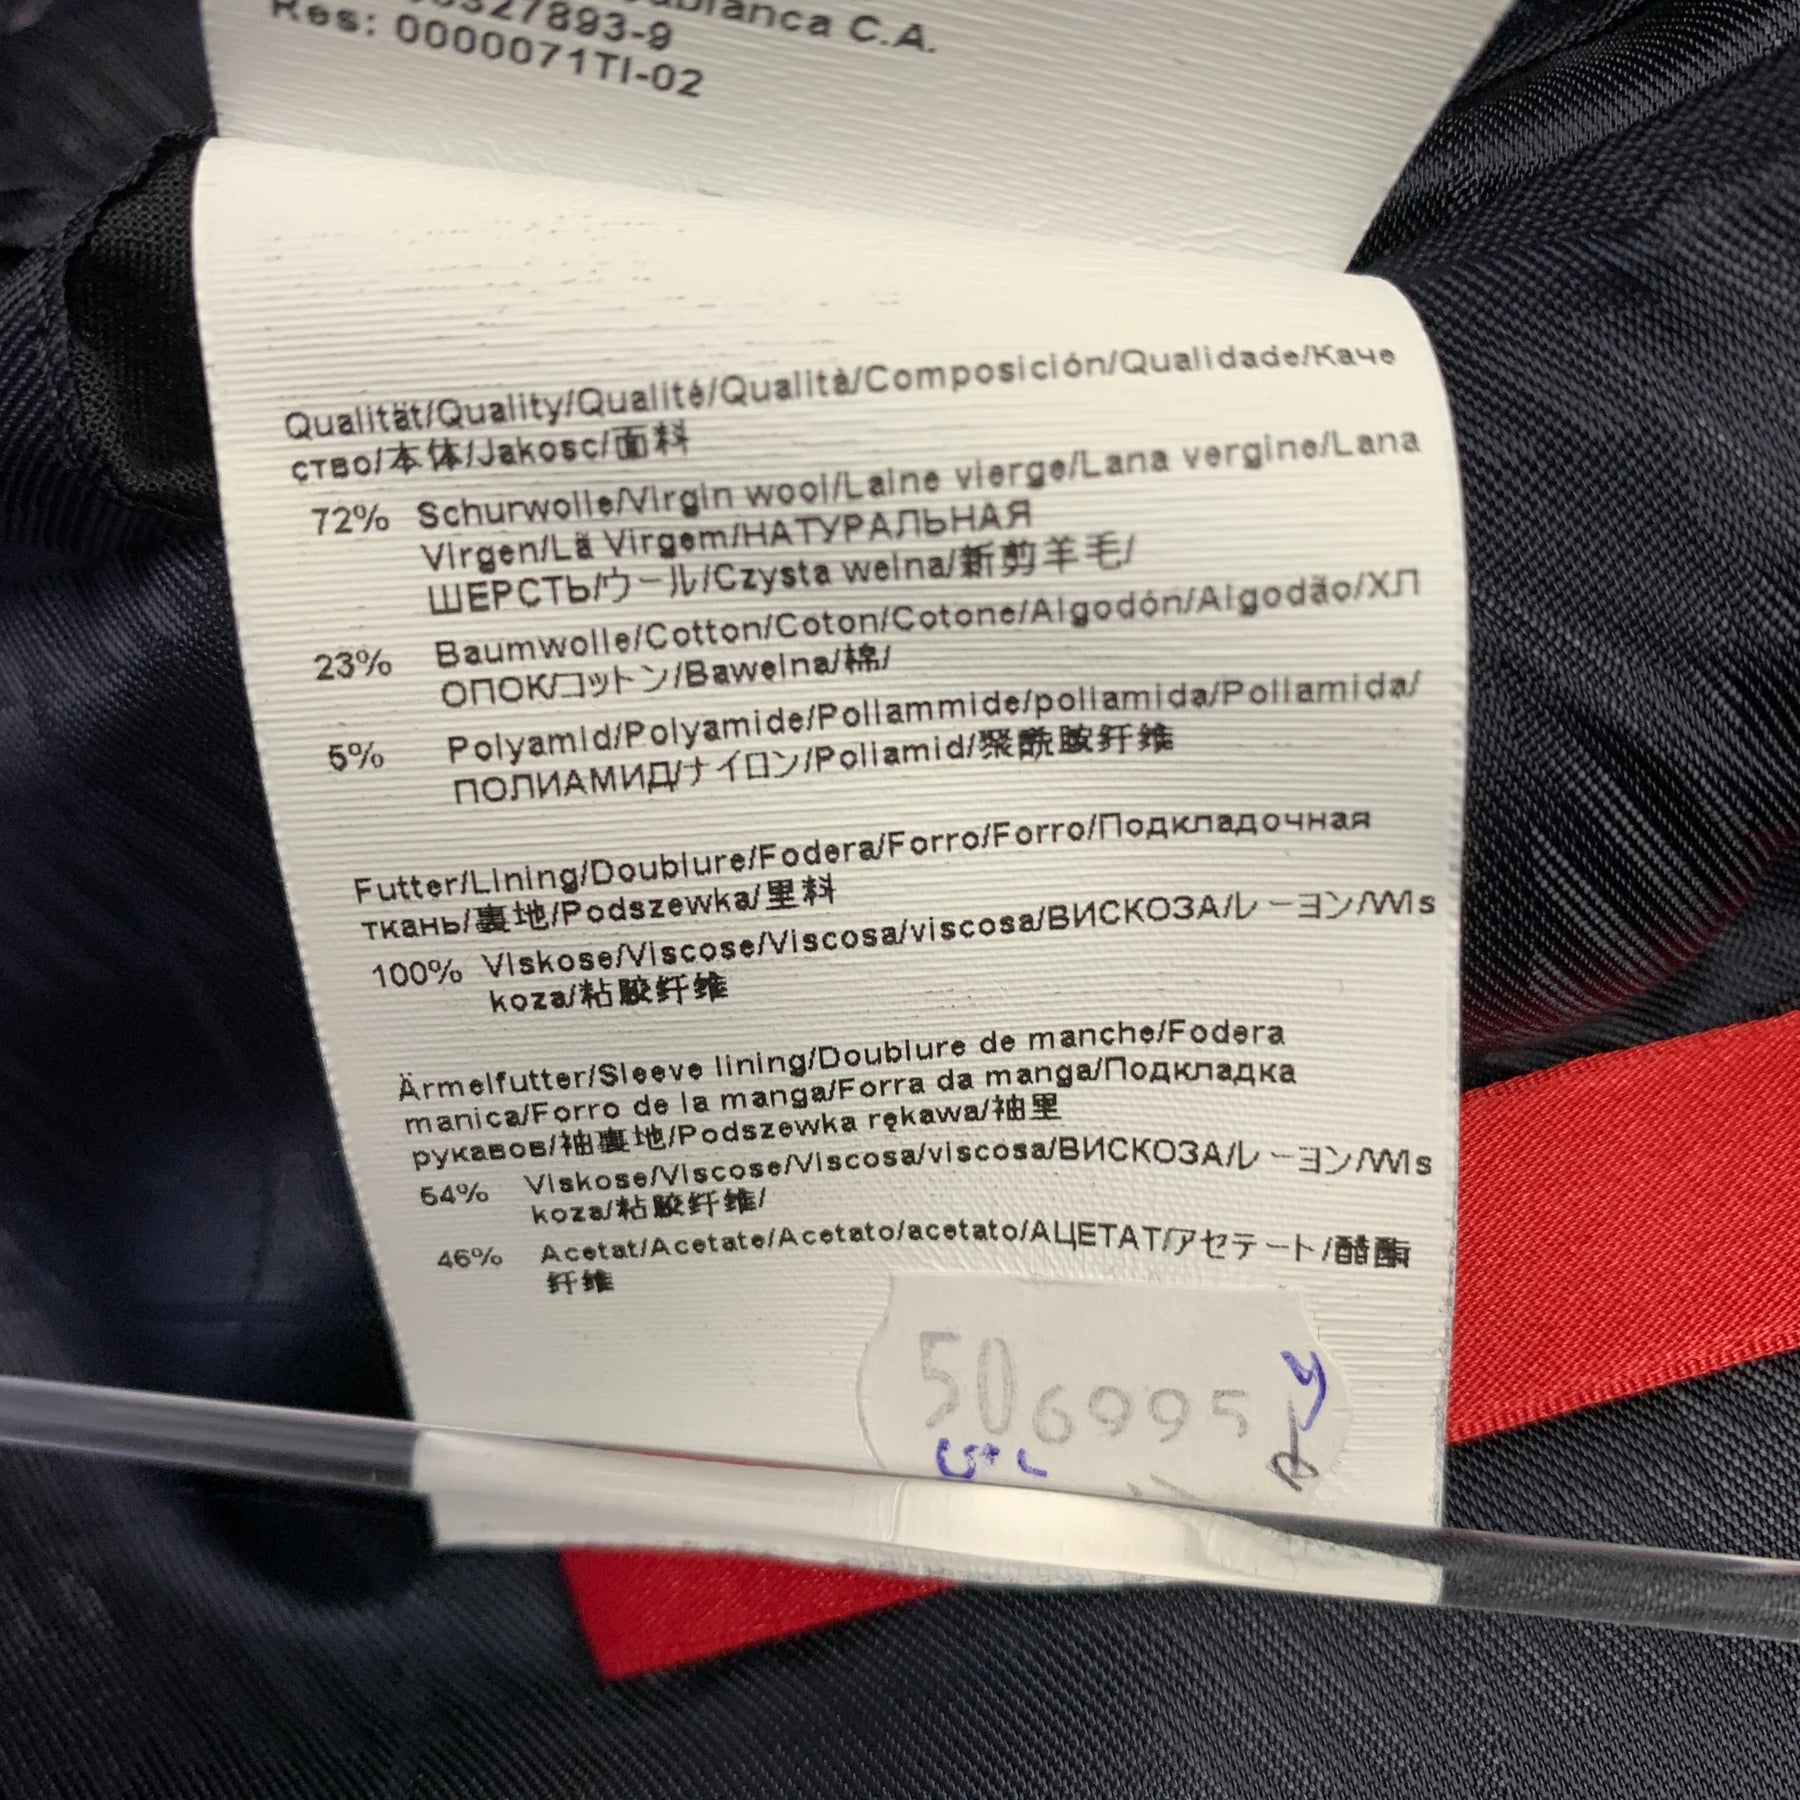 C.A.
27893-9
Res: 0000071TI-02
Qualität/Quality/Qualité/Qualità/Composición/Qualidade/Каче
ство/本体/Jakosc/面料
72% Schurwolle/Virgin wool/Laine vierge/Lana vergine/Lana
Virgen/Lã Virgem/НАТУРАЛЬНАЯ
ШЕРСТЬ/ウール/Czysta welna/新剪羊毛/
23% Baumwolle/Cotton/Coton/Cotone/Algodón/Algodão/ХЛ
ОПОК/コットン/Bawelna/棉/
5% Polyamid/Polyamide/Poliammide/poliamida/Poliamida/
ПОЛИАМИД/ナイロン/Poliamid/聚酰胺纤维
Futter/Lining/Doublure/Fodera/Forro/Forro/Подкладочная
ткань/裏地/Podszewka/里料
100% Viskose/Viscose/Viscosa/viscosa/ВИСКОЗА/レーヨン/Wis
koza/粘胶纤维
Ärmelfutter/Sleeve lining/Doublure de manche/Fodera
manica/Forro de la manga/Forra da manga/Подкладка
рукавов/袖裏地/Podszewka rękawa/袖里
54% Viskose/Viscose/Viscosa/viscosa/ВИСКОЗА/レーヨン/Wis
koza/粘胶纤维/
46% Acetat/Acetate/Acetato/acetato/АЦЕТАТ/アセテート/醋酯
纤维
50 6995